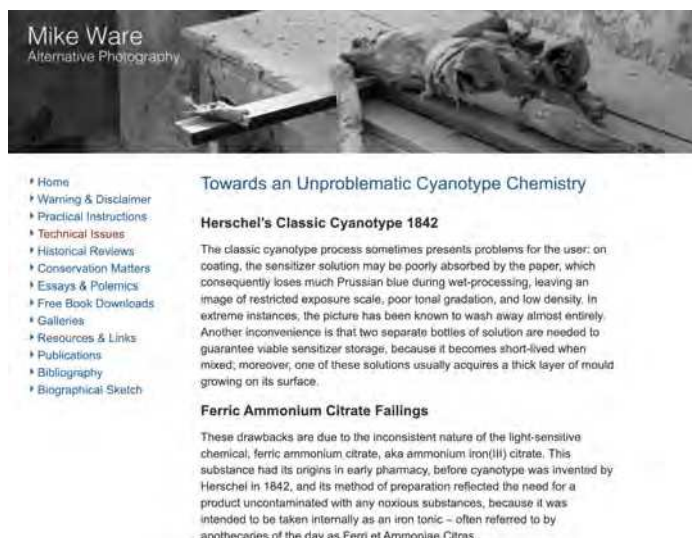 Mike Ware
Alternative Photography
Home
Warning & Disclaimer
Practical Instructions
Technical Issues
Historical Reviews
Conservation Matters
Essays & Polemics
Free Book Downloads
Galleries
Resources & Links
Publications
Bibliography
Biographical Sketch
Towards an Unproblematic Cyanotype Chemistry
Herschel's Classic Cyanotype 1842
The classic cyanotype process sometimes presents problems for the user: on
coating, the sensitizer solution may be poorly absorbed by the paper, which
consequently loses much Prussian blue during wet-processing, leaving an
image of restricted exposure scale, poor tonal gradation, and low density. In
extreme instances, the picture has been known to wash away almost entirely.
Another inconvenience is that two separate bottles of solution are needed to
guarantee viable sensitizer storage, because it becomes short-lived when
mixed; moreover, one of these solutions usually acquires a thick layer of mould
growing on its surface.
Ferric Ammonium Citrate Failings
These drawbacks are due to the inconsistent nature of the light-sensitive
chemical, ferric ammonium citrate, aka ammonium iron(III) citrate. This
substance had its origins in early pharmacy, before cyanotype was invented by
Herschel in 1842, and its method of preparation reflected the need for a
product uncontaminated with any noxious substances, because it was
intended to be taken internally as an iron tonic – often referred to by
apothecaries of the day as Ferri et Ammoniae Citras